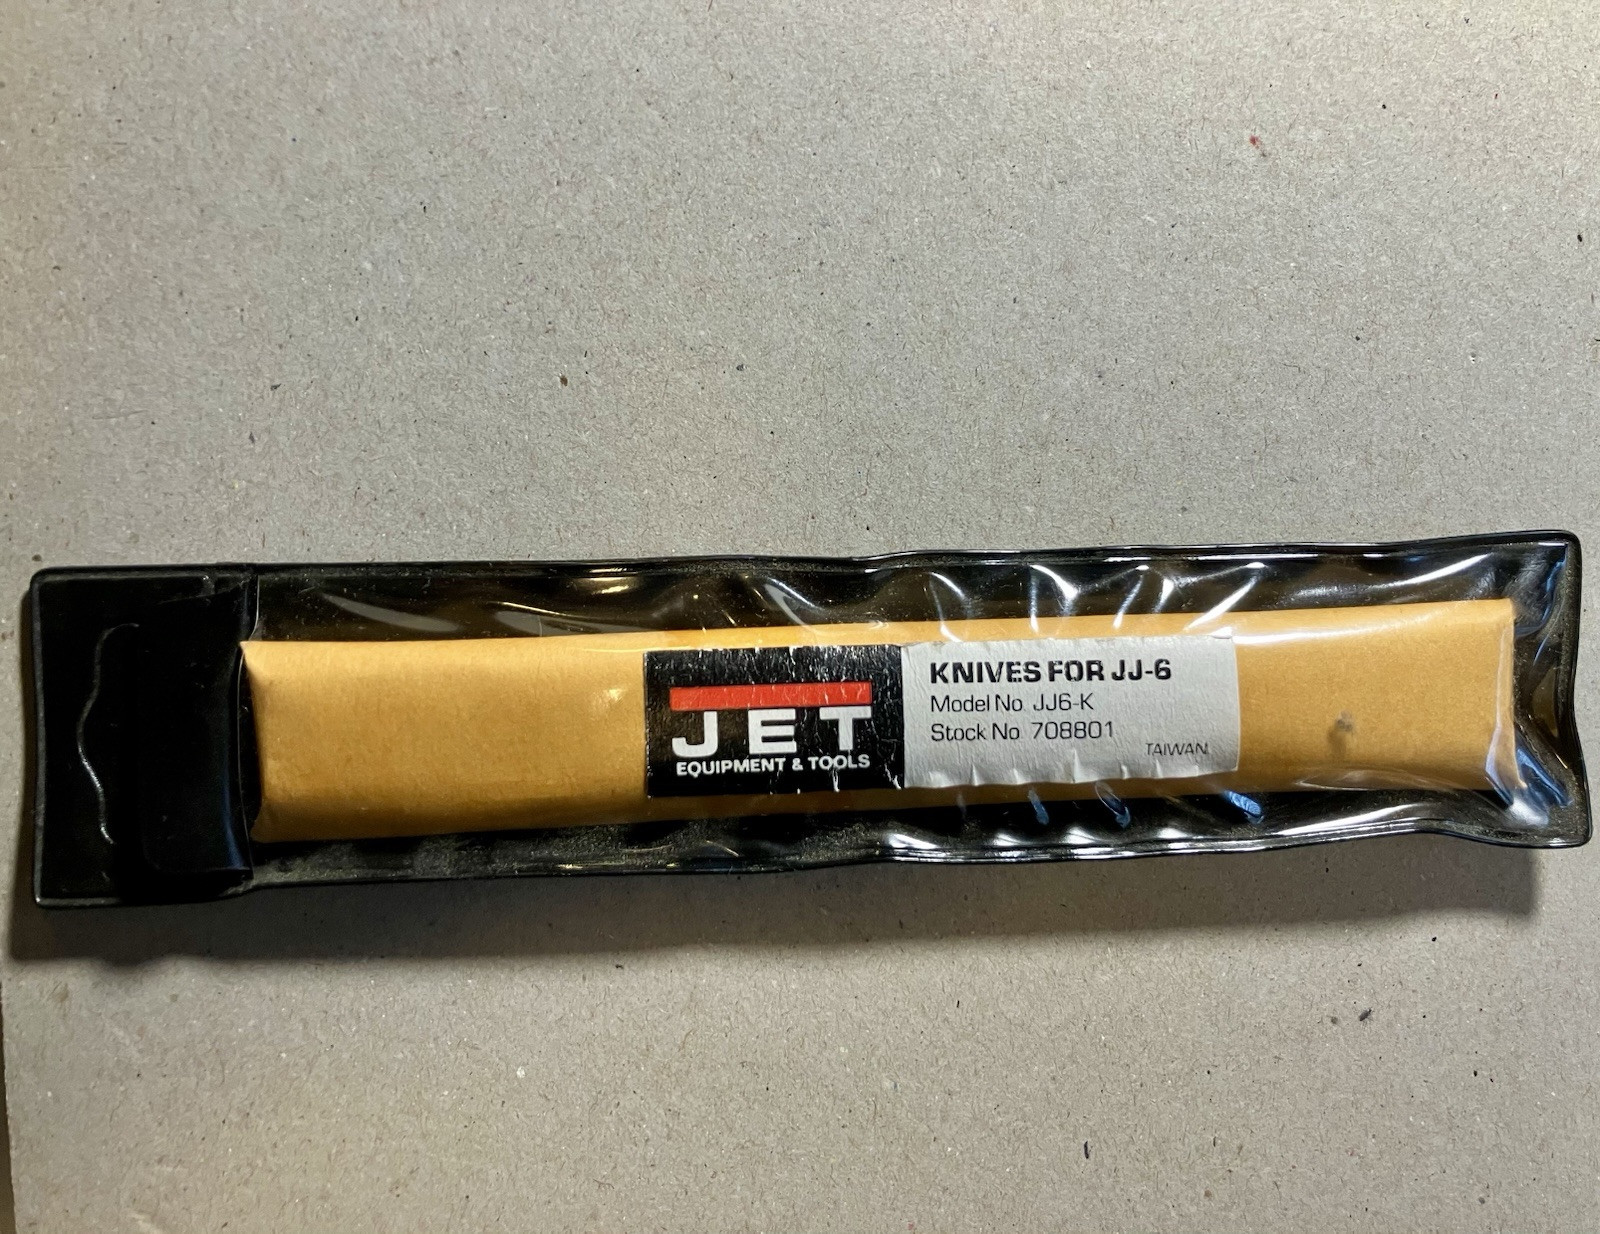 JET
EQUIPMENT & TOOLS
KNIVES FOR JJ-6
Model No. JJ6-K
Stock No. 708801
TAIWAN